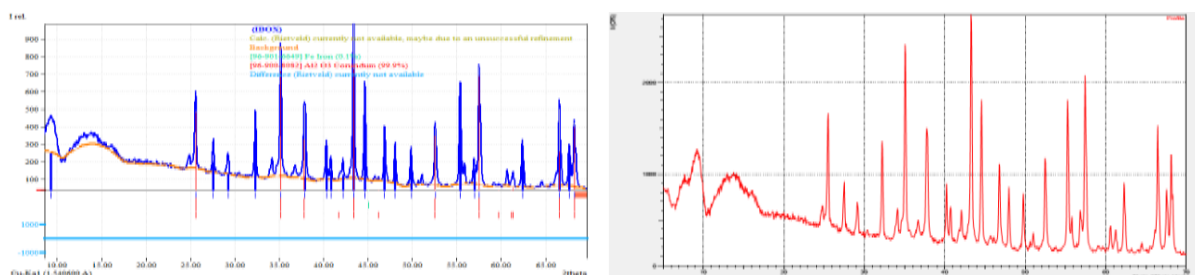 I rel.
(IBOX)
Calc. (Rietveld) currently not available, maybe due to an unsuccessful refinement
Background
[96-901-6649] Fe Iron (0.1%)
[96-900-8082] Al2 O3 Corundum (99.9%)
Difference (Rietveld) currently not available
900
800
700
600
500
400
300
200
100
1000
-1000
10.00 15.00 20.00 25.00 30.00 35.00 40.00 45.00 50.00 55.00 60.00 65.00
Cu-Ka1 (1.540600 A) 2theta
2000
1000
0
10 20 30 40 50 60